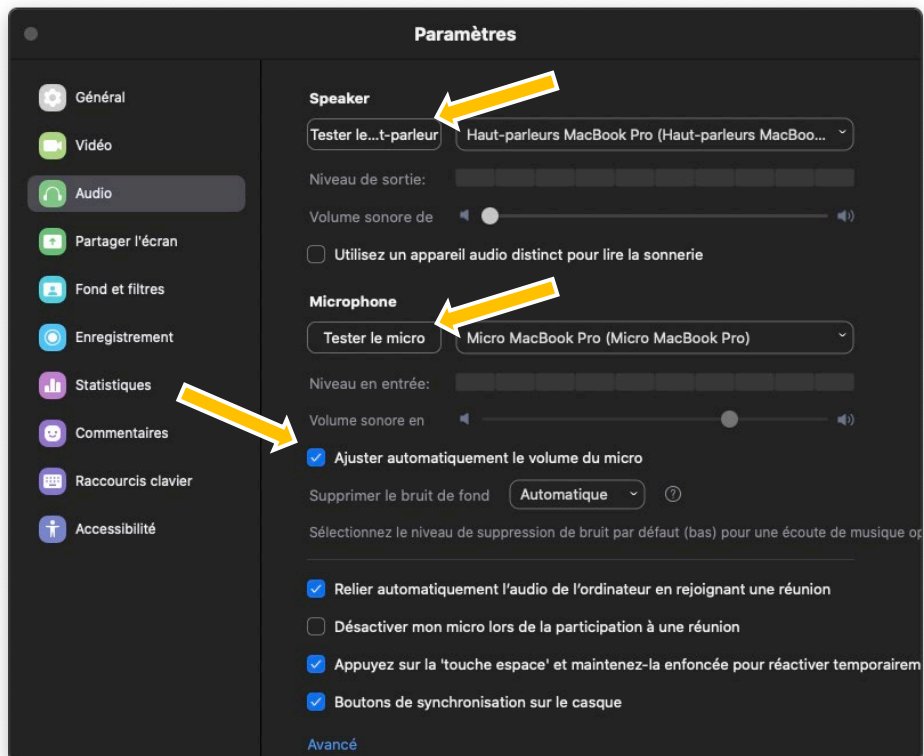 Paramètres
Général
Vidéo
Audio
Partager l'écran
Fond et filtres
Enregistrement
Statistiques
Commentaires
Raccourcis clavier
Accessibilité
Speaker
Tester le...t-parleur Haut-parleurs MacBook Pro (Haut-parleurs MacBoo...
Niveau de sortie:
Volume sonore de
Utilisez un appareil audio distinct pour lire la sonnerie
Microphone
Tester le micro Micro MacBook Pro (Micro MacBook Pro)
Niveau en entrée:
Volume sonore en
Ajuster automatiquement le volume du micro
Supprimer le bruit de fond Automatique ?
Sélectionnez le niveau de suppression de bruit par défaut (bas) pour une écoute de musique op
Relier automatiquement l'audio de l'ordinateur en rejoignant une réunion
Désactiver mon micro lors de la participation à une réunion
Appuyez sur la 'touche espace' et maintenez-la enfoncée pour réactiver temporairem
Boutons de synchronisation sur le casque
Avancé